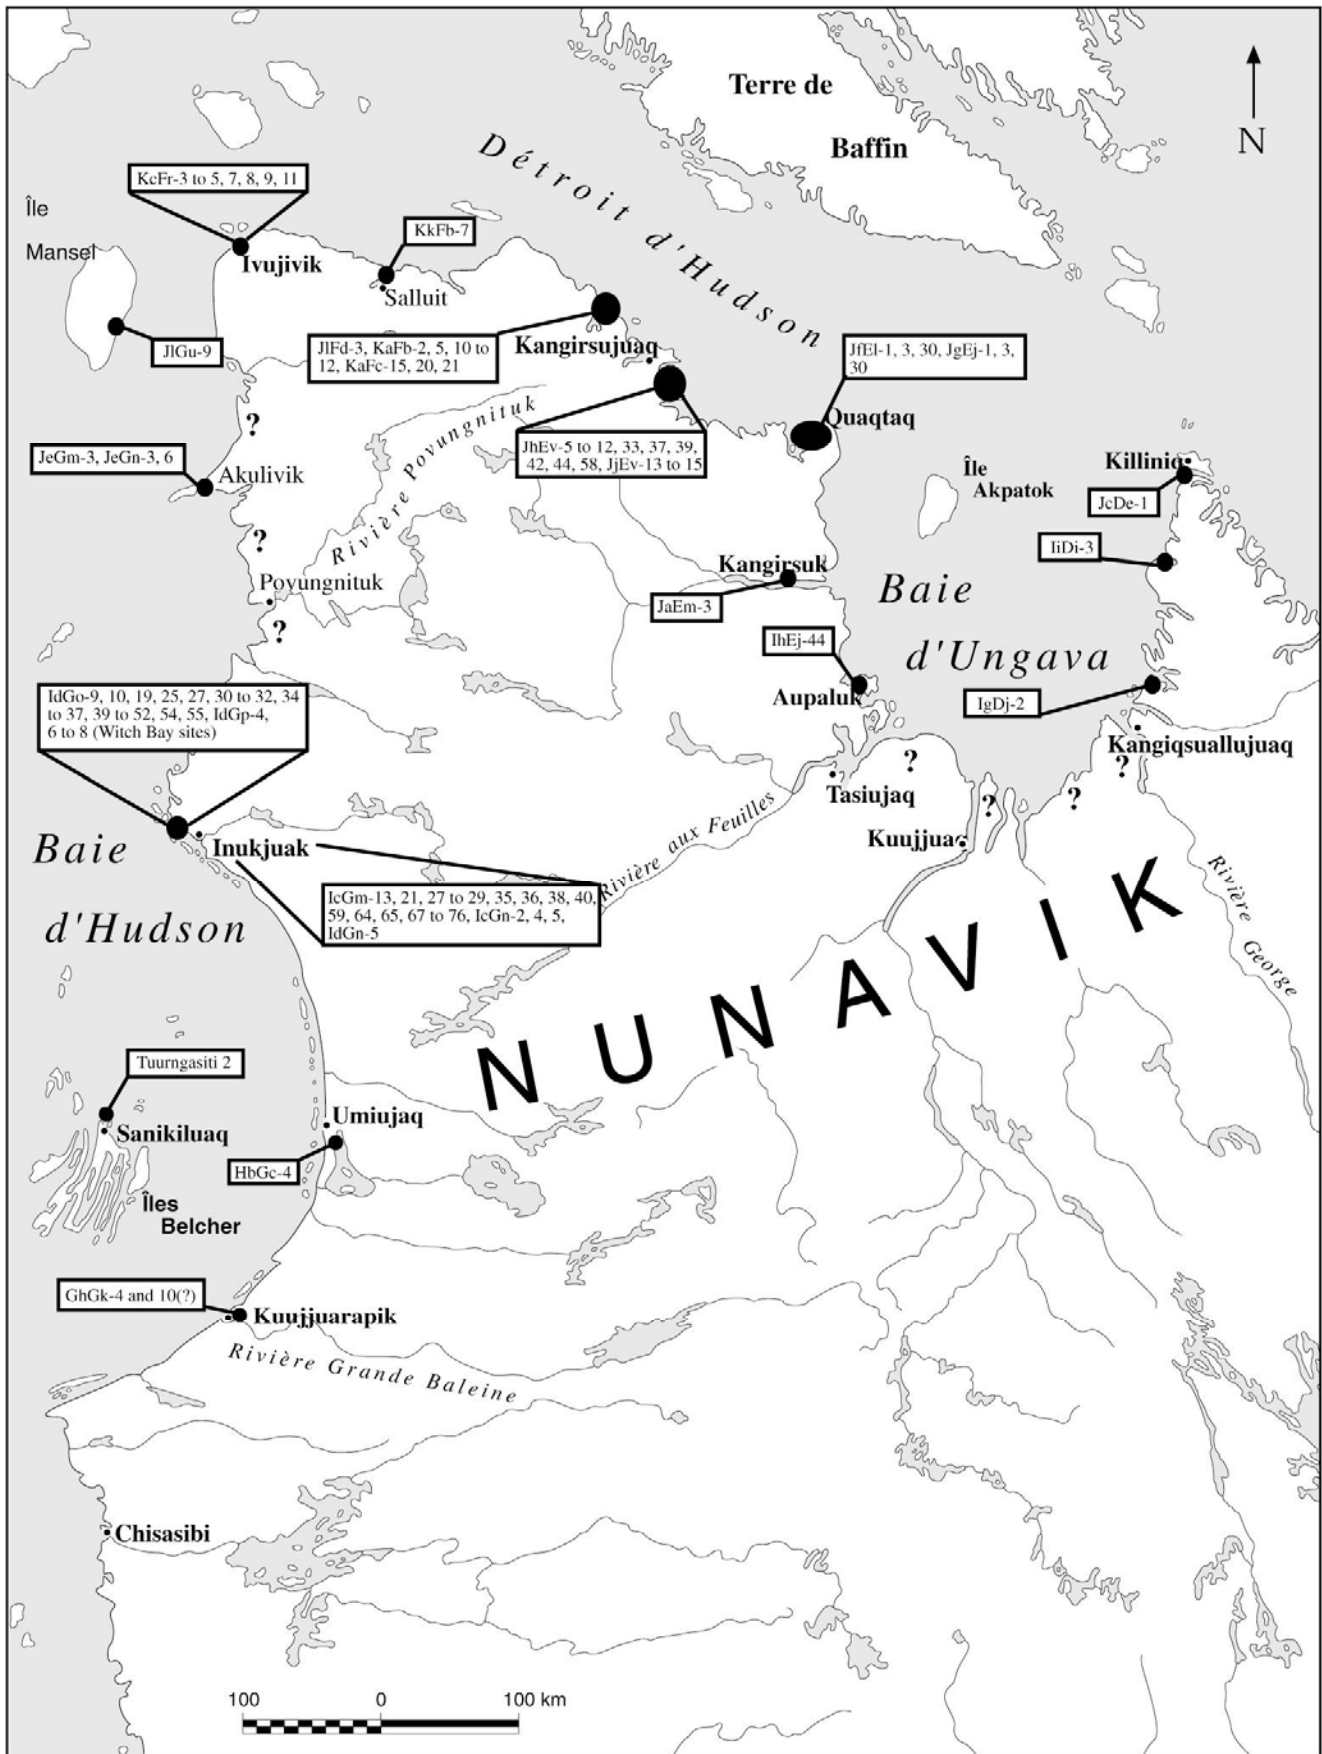 Terre de
Baffin
N
Détroit d'Hudson
KcFr-3 to 5, 7, 8, 9, 11
Île
Mansel
KkFb-7
Ivujivik
Salluit
JlGu-9
JlFd-3, KaFb-2, 5, 10 to
12, KaFc-15, 20, 21
Kangirsujuaq
JfEl-1, 3, 30, JgEj-1, 3,
30
?
Rivière Povungnituk
Quaqtaq
JhEv-5 to 12, 33, 37, 39,
42, 44, 58, JjEv-13 to 15
JeGm-3, JeGn-3, 6
Akulivik
Île
Akpatok
Killiniq
JcDe-1
?
IiDi-3
Povungnituk
Kangirsuk
JaEm-3
Baie
d'Ungava
?
IhEj-44
Aupaluk
IgDj-2
IdGo-9, 10, 19, 25, 27, 30 to 32, 34
to 37, 39 to 52, 54, 55, IdGp-4,
6 to 8 (Witch Bay sites)
Kangiqsuallujuaq
?
?
?
?
Tasiujaq
Rivière aux Feuilles
Kuujjuaq
Baie
d'Hudson
Inukjuak
IcGm-13, 21, 27 to 29, 35, 36, 38, 40,
59, 64, 65, 67 to 76, IcGn-2, 4, 5,
IdGn-5
Rivière George
NUNAVIK
Tuurngasiti 2
Sanikiluaq
Umiujaq
HbGc-4
Îles
Belcher
GhGk-4 and 10(?)
Kuujjuarapik
Rivière Grande Baleine
Chisasibi
100 0 100 km